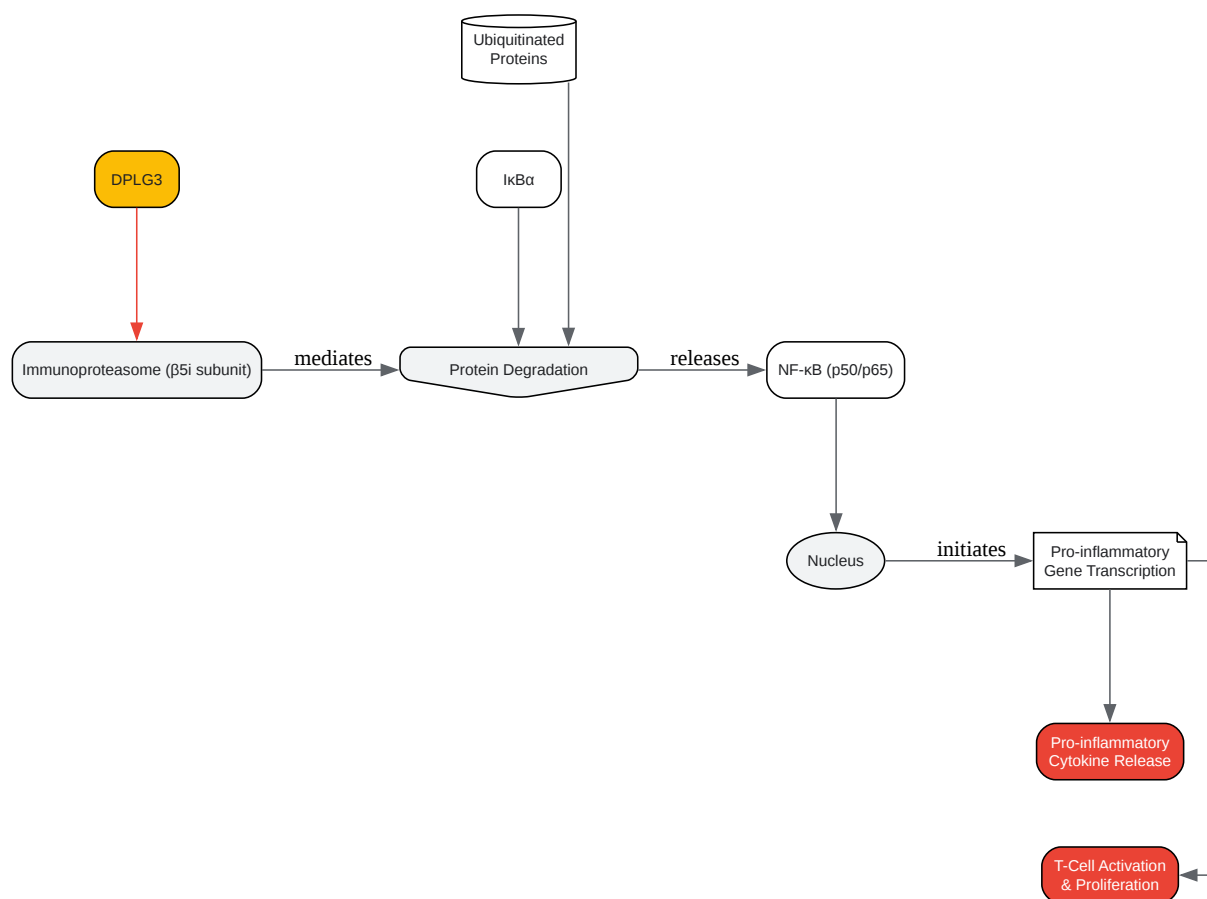 Ubiquitinated
Proteins
DPLG3
IκBα
Immunoproteasome (β5i subunit)
mediates
Protein Degradation
releases
NF-κB (p50/p65)
Nucleus
initiates
Pro-inflammatory
Gene Transcription
Pro-inflammatory
Cytokine Release
T-Cell Activation
& Proliferation